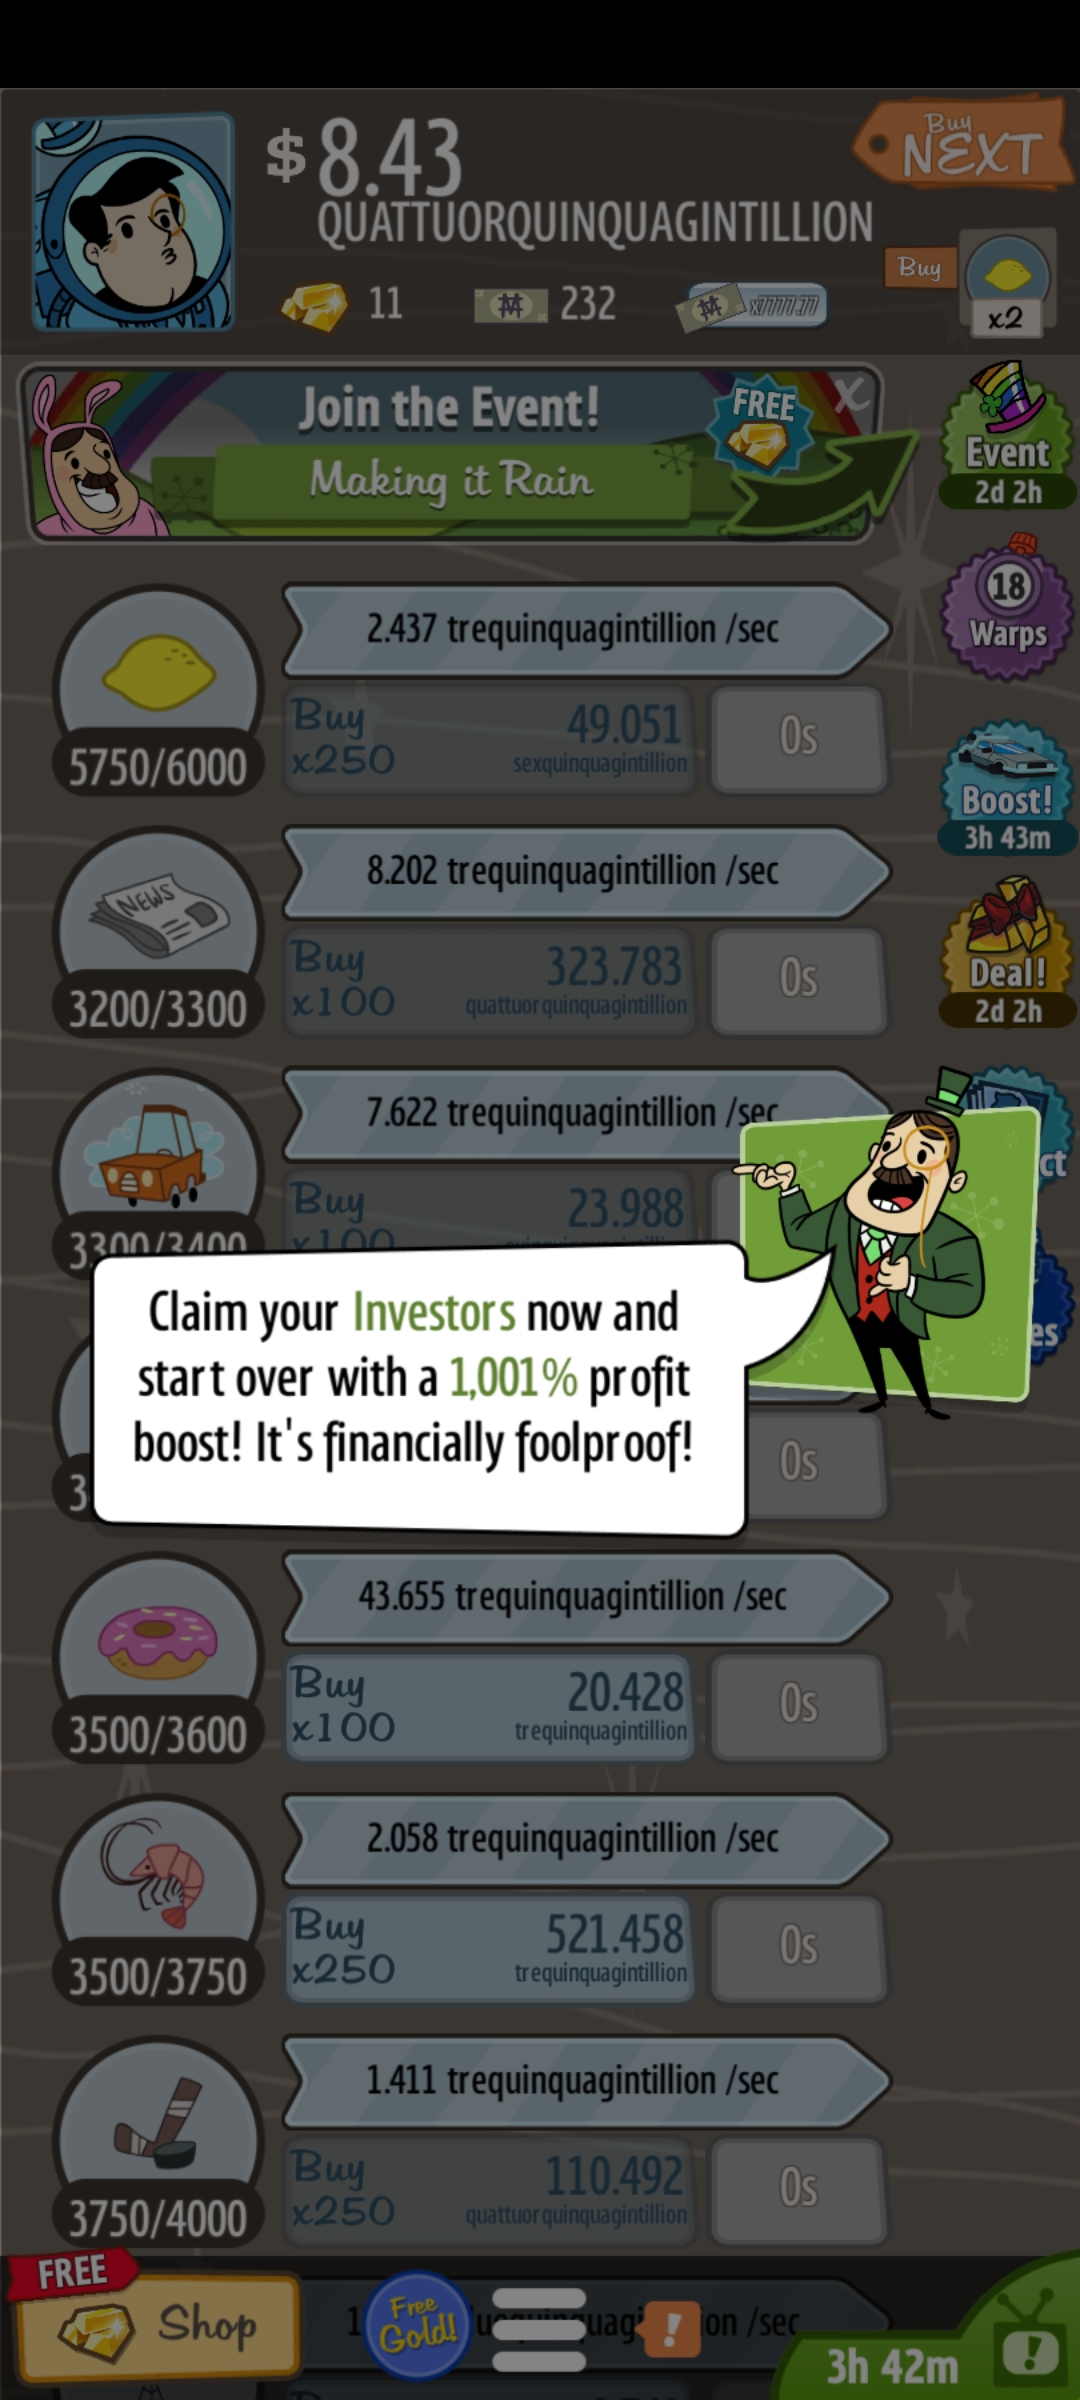 $8.43
QUATTUORQUINQUAGINTILLION
Buy
NEXT
11
232
x7777.77
Buy
x2
Join the Event!
Making it Rain
FREE
X
Event
2d 2h
2.437 trequinquagintillion /sec
Buy
x250
49.051
sexquinquagintillion
0s
5750/6000
18
Warps
8.202 trequinquagintillion /sec
NEWS
Buy
x100
323.783
quattuorquinquagintillion
0s
3200/3300
Boost!
3h 43m
Deal!
2d 2h
7.622 trequinquagintillion /sec
Buy
x100
23.988
3300/3400
ct
es
Claim your Investors now and
start over with a 1,001% profit
boost! It's financially foolproof!
3
0s
43.655 trequinquagintillion /sec
Buy
x100
20.428
trequinquagintillion
0s
3500/3600
2.058 trequinquagintillion /sec
Buy
x250
521.458
trequinquagintillion
0s
3500/3750
1.411 trequinquagintillion /sec
Buy
x250
110.492
quattuorquinquagintillion
0s
3750/4000
FREE
Shop
Free
Gold!
!
/sec
3h 42m
!